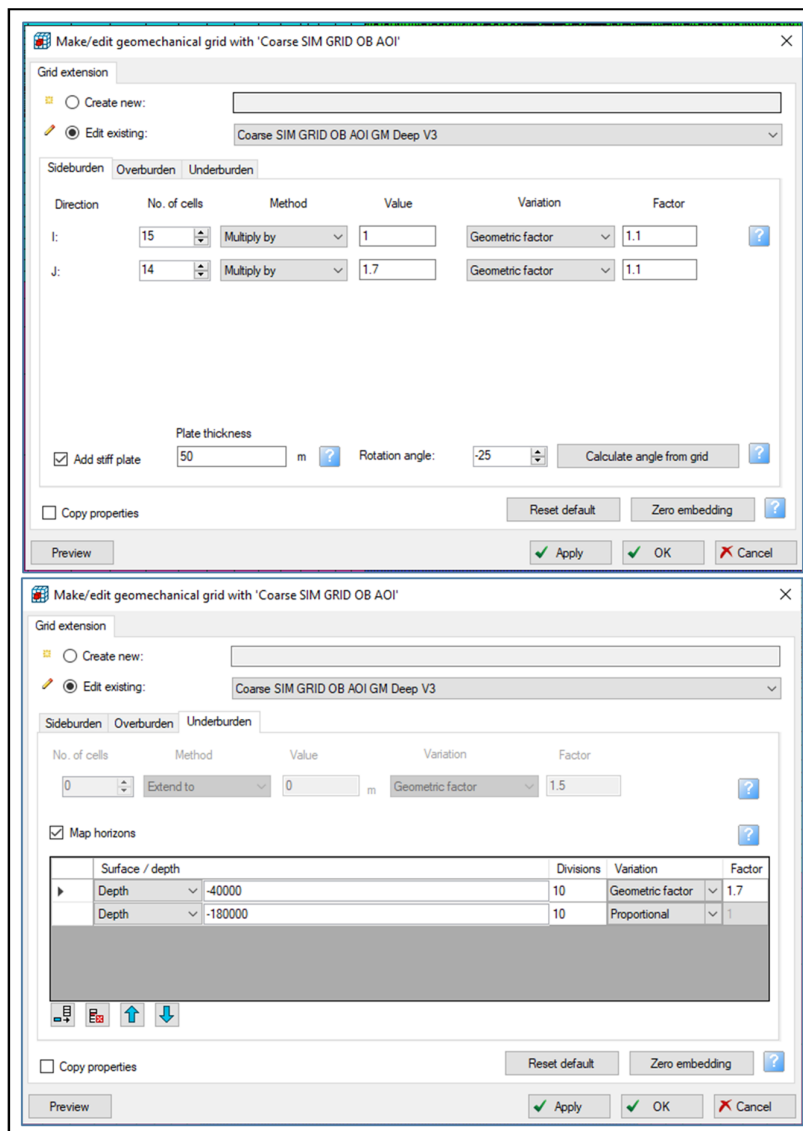 Make/edit geomechanical grid with 'Coarse SIM GRID OB AOI'
Grid extension
Create new:
Edit existing: Coarse SIM GRID OB AOI GM Deep V3
Sideburden Overburden Underburden
Direction No. of cells Method Value Variation Factor
I: 15 Multiply by 1 Geometric factor 1.1 ?
J: 14 Multiply by 1.7 Geometric factor 1.1
Plate thickness
Add stiff plate 50 m ? Rotation angle: -25 Calculate angle from grid ?
Copy properties Reset default Zero embedding ?
Preview Apply OK Cancel
Make/edit geomechanical grid with 'Coarse SIM GRID OB AOI'
Grid extension
Create new:
Edit existing: Coarse SIM GRID OB AOI GM Deep V3
Sideburden Overburden Underburden
No. of cells Method Value Variation Factor
0 Extend to 0 m Geometric factor 1.5 ?
Map horizons ?
Surface / depth Divisions Variation Factor
Depth -40000 10 Geometric factor 1.7
Depth -180000 10 Proportional 1
Copy properties Reset default Zero embedding ?
Preview Apply OK Cancel